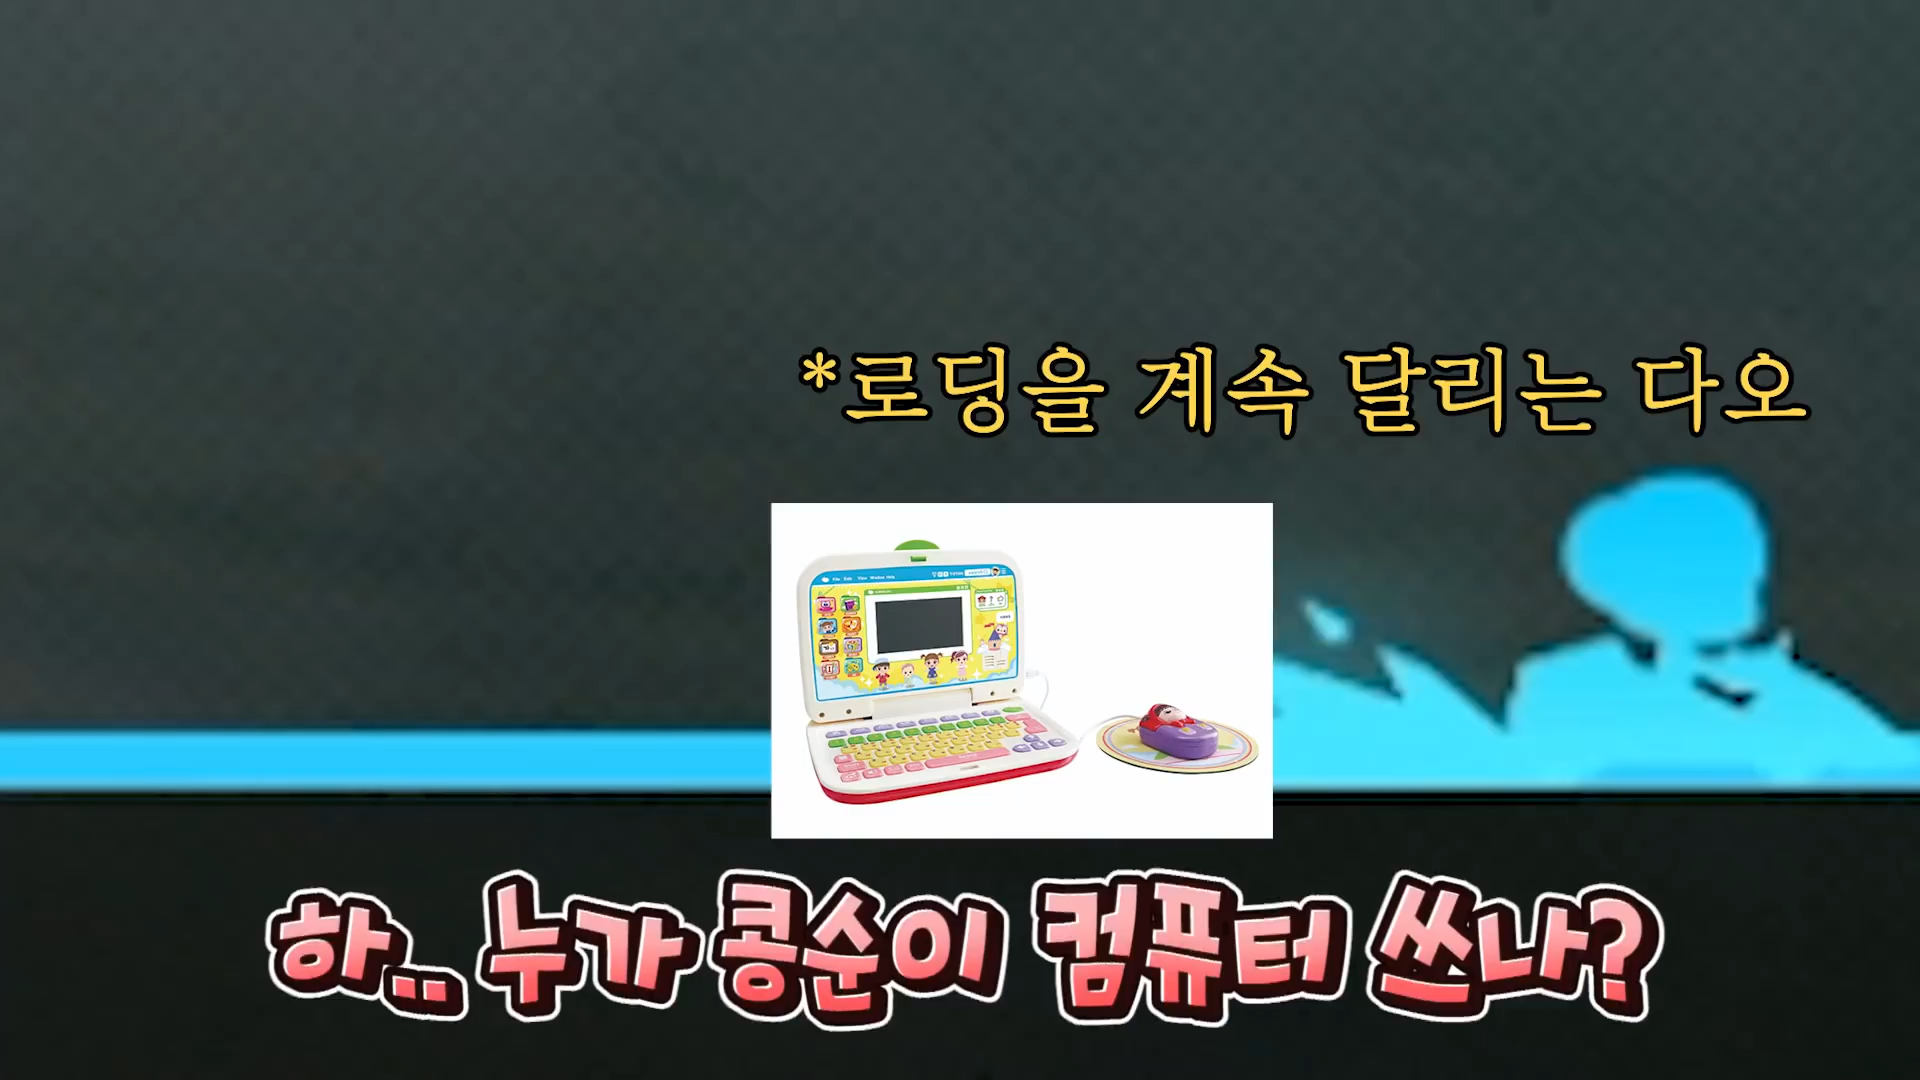 *로딩을 계속 달리는 다오
하.. 누가 콩순이 컴퓨터 쓰냐?